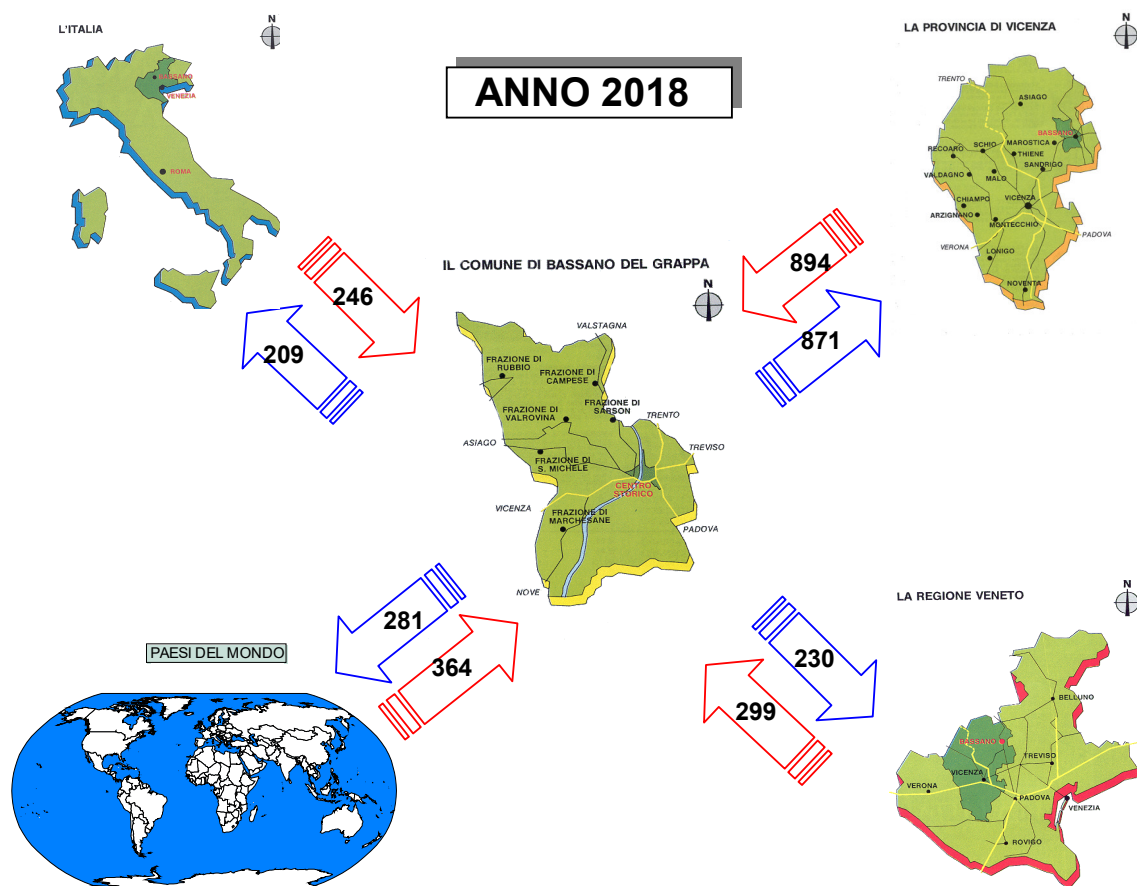 L'ITALIA
N
BASSANO
VENEZIA
ROMA
ANNO 2018
LA PROVINCIA DI VICENZA
N
TRENTO
ASIAGO
BASSANO
MAROSTICA
RECOARO
SCHIO
THIENE
SANDRIGO
VALDAGNO
MALO
CHIAMPO
VICENZA
ARZIGNANO
MONTECCHIO
PADOVA
VERONA
LONIGO
NOVENTA
246
209
894
871
IL COMUNE DI BASSANO DEL GRAPPA
N
VALSTAGNA
FRAZIONE DI
RUBBIO
FRAZIONE DI
CAMPESE
FRAZIONE DI
VALROVINA
FRAZIONE DI
SARSON
TRENTO
ASIAGO
TREVISO
FRAZIONE DI
S. MICHELE
CENTRO
STORICO
VICENZA
FRAZIONE DI
MARCHESANE
PADOVA
NOVE
281
364
230
299
PAESI DEL MONDO
LA REGIONE VENETO
N
BELLUNO
BASSANO
TREVISO
VICENZA
VERONA
PADOVA
VENEZIA
ROVIGO